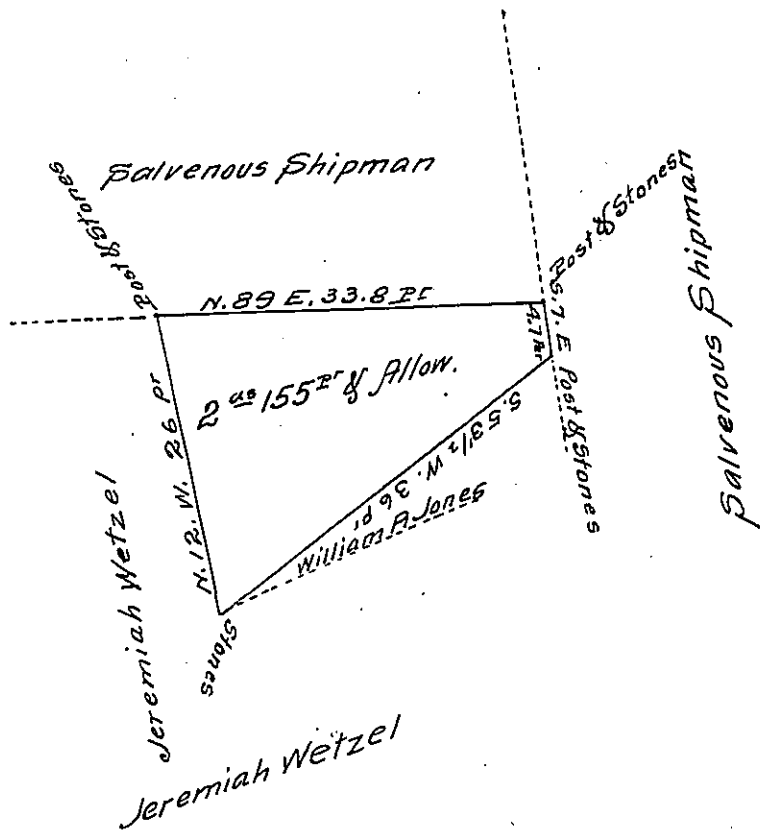 Salvenous Shipman
Post & Stones
Post & Stones
N. 89 E. 33.8 Pr
S. 7. E
4.7 Pr
Post & Stones
Salvenous Shipman
2 as 155 Pr & Allow.
N. 12. W. 26 Pr
S. 53 1/2 W. 36 pr
William A Jones
Jeremiah Wetzel
Stones
Jeremiah Wetzel